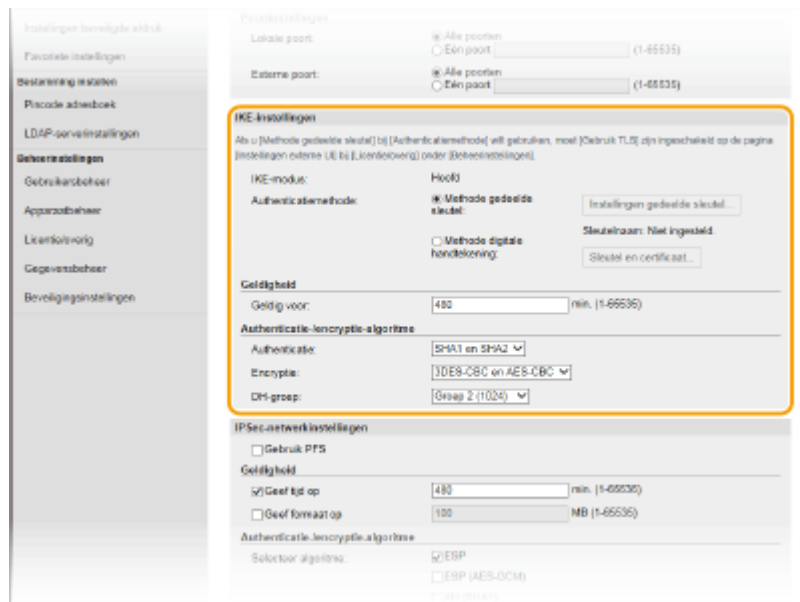 Instellingen beveiligde afdruk
Favoriete instellingen
Bestemming instellen
Pincode adresboek
LDAP-serverinstellingen
Beheerinstellingen
Gebruikersbeheer
Apparaatbeheer
Licentie/overig
Gegevensbeheer
Beveiligingsinstellingen
Poortinstellingen
Lokale poort: Alle poorten
Eén poort (1-65535)
Externe poort: Alle poorten
Eén poort (1-65535)
IKE-instellingen
Als u [Methode gedeelde sleutel] bij [Authenticatiemethode] wilt gebruiken, moet [Gebruik TLS] zijn ingeschakeld op de pagina
[Instellingen externe UI] bij [Licentie/overig] onder [Beheerinstellingen].
IKE-modus: Hoofd
Authenticatiemethode: Methode gedeelde sleutel: Instellingen gedeelde sleutel...
Sleutelnaam: Niet ingesteld.
Methode digitale handtekening: Sleutel en certificaat...
Geldigheid
Geldig voor: 480 min. (1-65535)
Authenticatie-/encryptie-algoritme
Authenticatie: SHA1 en SHA2
Encryptie: 3DES-CBC en AES-CBC
DH-groep: Groep 2 (1024)
IPSec-netwerkinstellingen
Gebruik PFS
Geldigheid
Geef tijd op 480 min. (1-65535)
Geef formaat op 100 MB (1-65535)
Authenticatie-/encryptie-algoritme
Selecteer algoritme: ESP
ESP (AES-GCM)